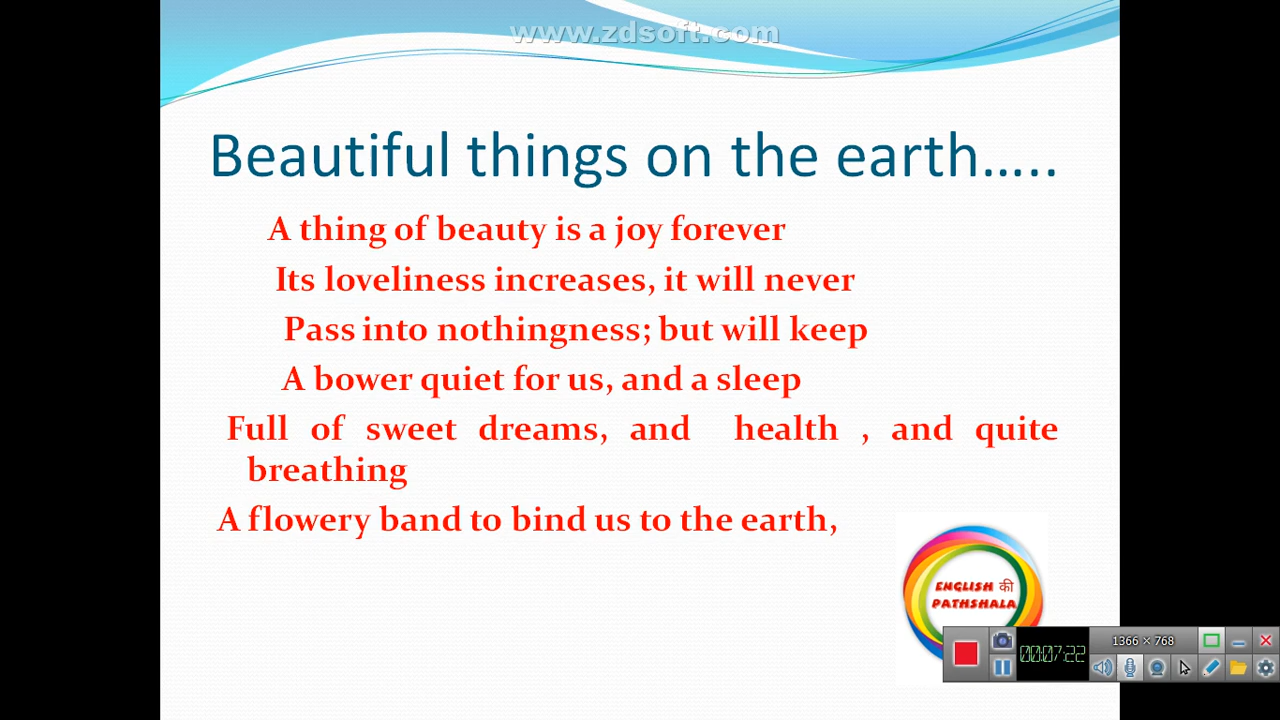 www.zdsoft.com
Beautiful things on the earth…..
A thing of beauty is a joy forever
Its loveliness increases, it will never
Pass into nothingness; but will keep
A bower quiet for us, and a sleep
Full of sweet dreams, and health , and quite
breathing
A flowery band to bind us to the earth,
ENGLISH की
PATHSHALA
1366 × 768
00:07:22